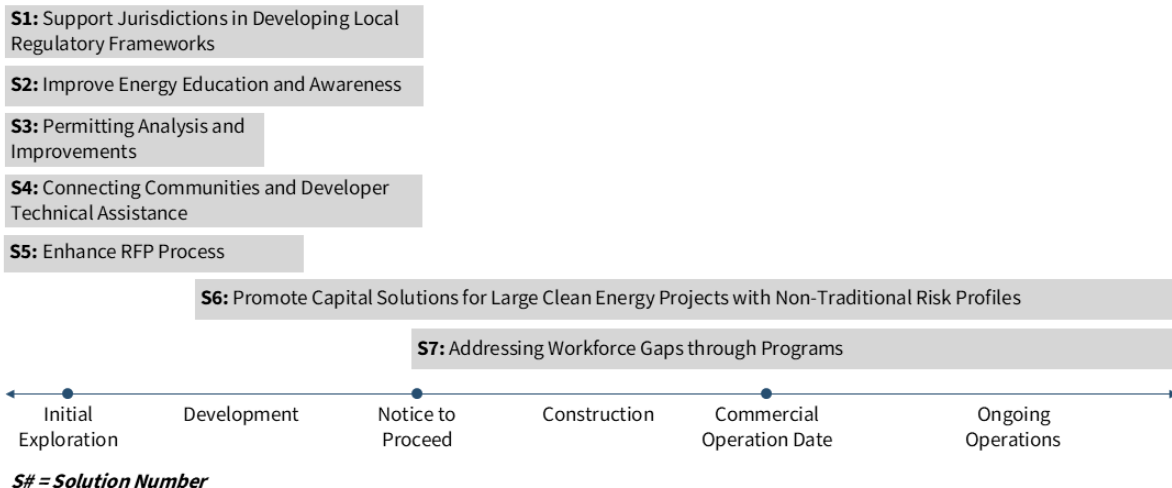 S1: Support Jurisdictions in Developing Local
Regulatory Frameworks
S2: Improve Energy Education and Awareness
S3: Permitting Analysis and
Improvements
S4: Connecting Communities and Developer
Technical Assistance
S5: Enhance RFP Process
S6: Promote Capital Solutions for Large Clean Energy Projects with Non-Traditional Risk Profiles
S7: Addressing Workforce Gaps through Programs
Initial
Exploration
Development
Notice to
Proceed
Construction
Commercial
Operation Date
Ongoing
Operations
S# = Solution Number